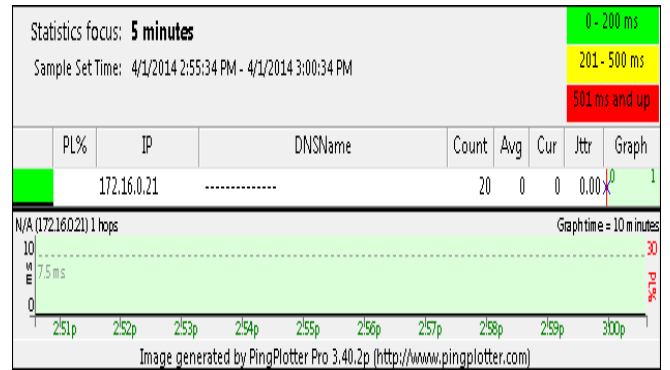 Statistics focus: 5 minutes
Sample Set Time: 4/1/2014 2:55:34 PM - 4/1/2014 3:00:34 PM
0 - 200 ms
201 - 500 ms
501 ms and up
PL% IP DNSName Count Avg Cur Jttr Graph
172.16.0.21 -------------- 20 0 0 0.00 0 1
N/A (172.16.0.21) 1 hops Graph time = 10 minutes
10 30
ms 7.5 ms PL%
0
2:51p 2:52p 2:53p 2:54p 2:55p 2:56p 2:57p 2:58p 2:59p 3:00p
Image generated by PingPlotter Pro 3.40.2p (http://www.pingplotter.com)